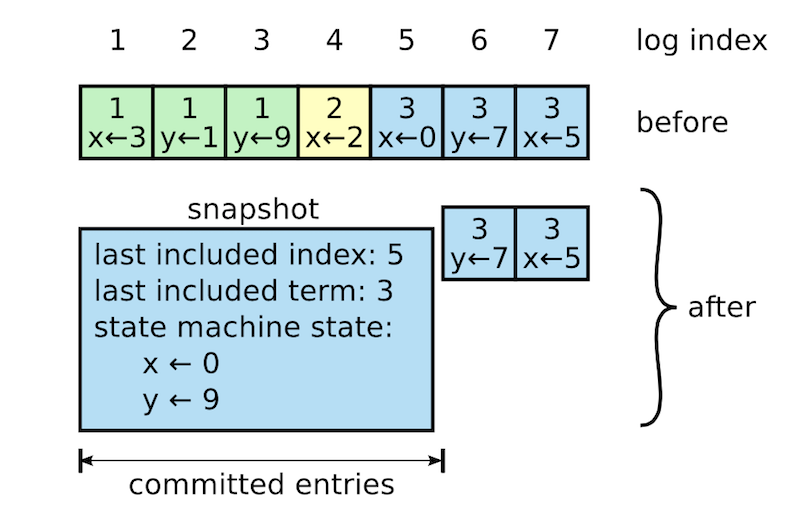 1 2 3 4 5 6 7 log index
1 1 1 2 3 3 3
x←3 y←1 y←9 x←2 x←0 y←7 x←5
before
snapshot
3 3
y←7 x←5
last included index: 5
last included term: 3
state machine state:
x ← 0
y ← 9
after
committed entries